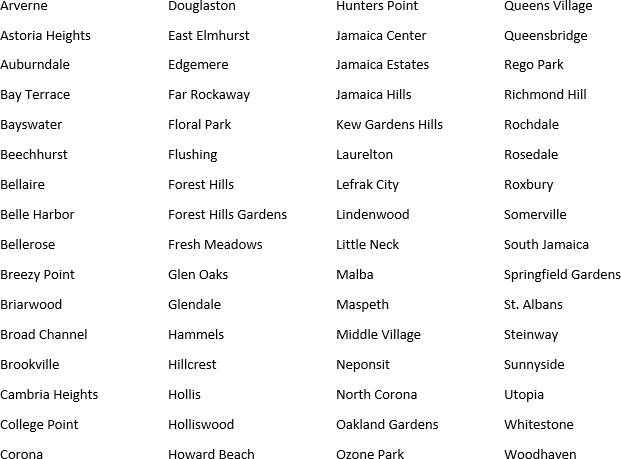 Arverne Douglaston Hunters Point Queens Village
Astoria Heights East Elmhurst Jamaica Center Queensbridge
Auburndale Edgemere Jamaica Estates Rego Park
Bay Terrace Far Rockaway Jamaica Hills Richmond Hill
Bayswater Floral Park Kew Gardens Hills Rochdale
Beechhurst Flushing Laurelton Rosedale
Bellaire Forest Hills Lefrak City Roxbury
Belle Harbor Forest Hills Gardens Lindenwood Somerville
Bellerose Fresh Meadows Little Neck South Jamaica
Breezy Point Glen Oaks Malba Springfield Gardens
Briarwood Glendale Maspeth St. Albans
Broad Channel Hammels Middle Village Steinway
Brookville Hillcrest Neponsit Sunnyside
Cambria Heights Hollis North Corona Utopia
College Point Holliswood Oakland Gardens Whitestone
Corona Howard Beach Ozone Park Woodhaven